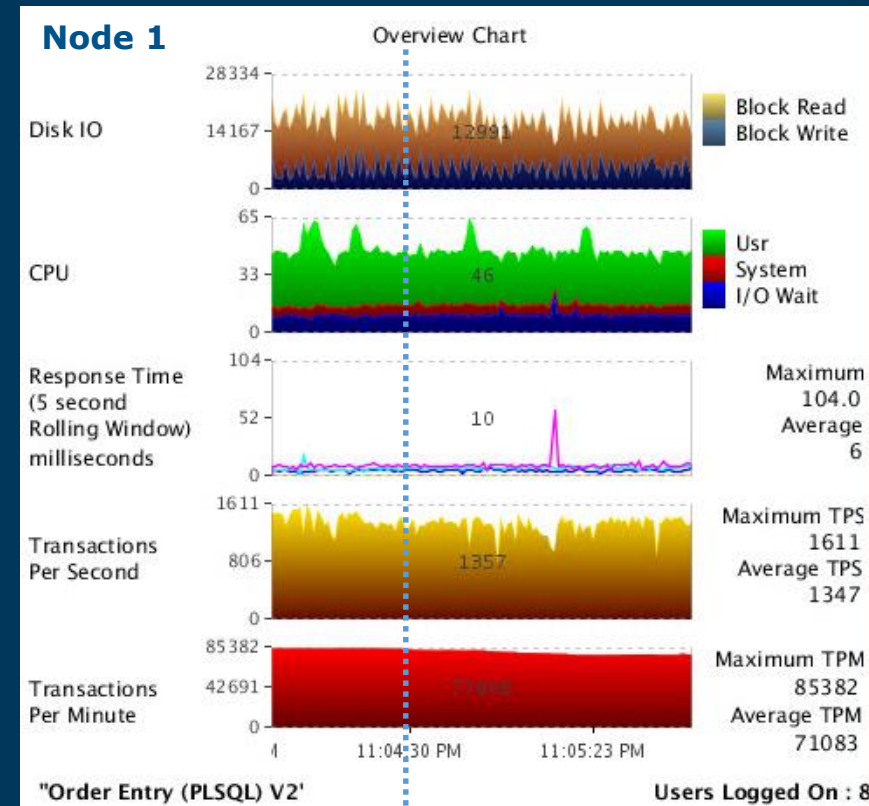 Node 1
Overview Chart
Disk IO
28334
14167
0
12991
Block Read
Block Write
CPU
65
33
0
46
Usr
System
I/O Wait
Response Time
(5 second
Rolling Window)
milliseconds
104
52
0
10
Maximum
104.0
Average
6
Transactions
Per Second
1611
806
0
1357
Maximum TPS
1611
Average TPS
1347
Transactions
Per Minute
85382
42691
0
Maximum TPM
85382
Average TPM
71083
4
11:04:30 PM
11:05:23 PM
"Order Entry (PLSQL) V2'
Users Logged On : 8